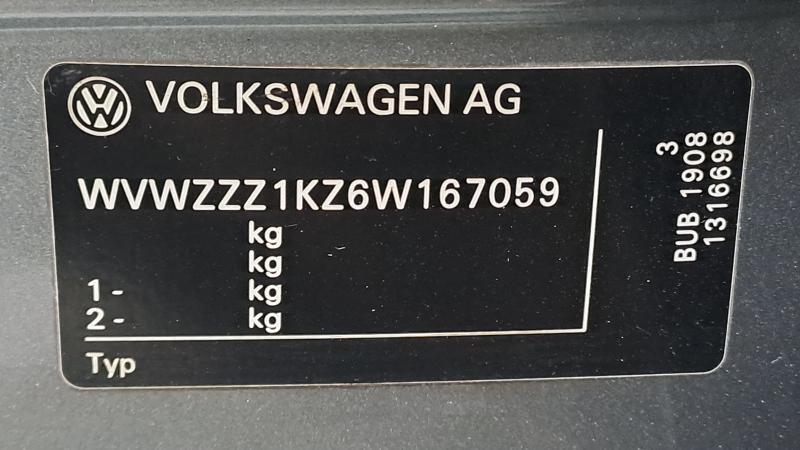 VOLKSWAGEN AG
WVWZZZ1KZ6W167059
kg
kg
1- kg
2- kg
Typ
3
BUB 1908
1316698